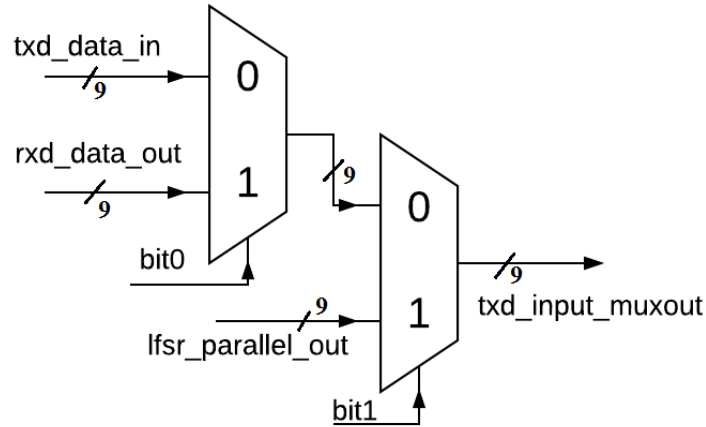 txd_data_in
9
0
rxd_data_out
9
1
9
bit0
0
9
lfsr_parallel_out
1
9
txd_input_muxout
bit1